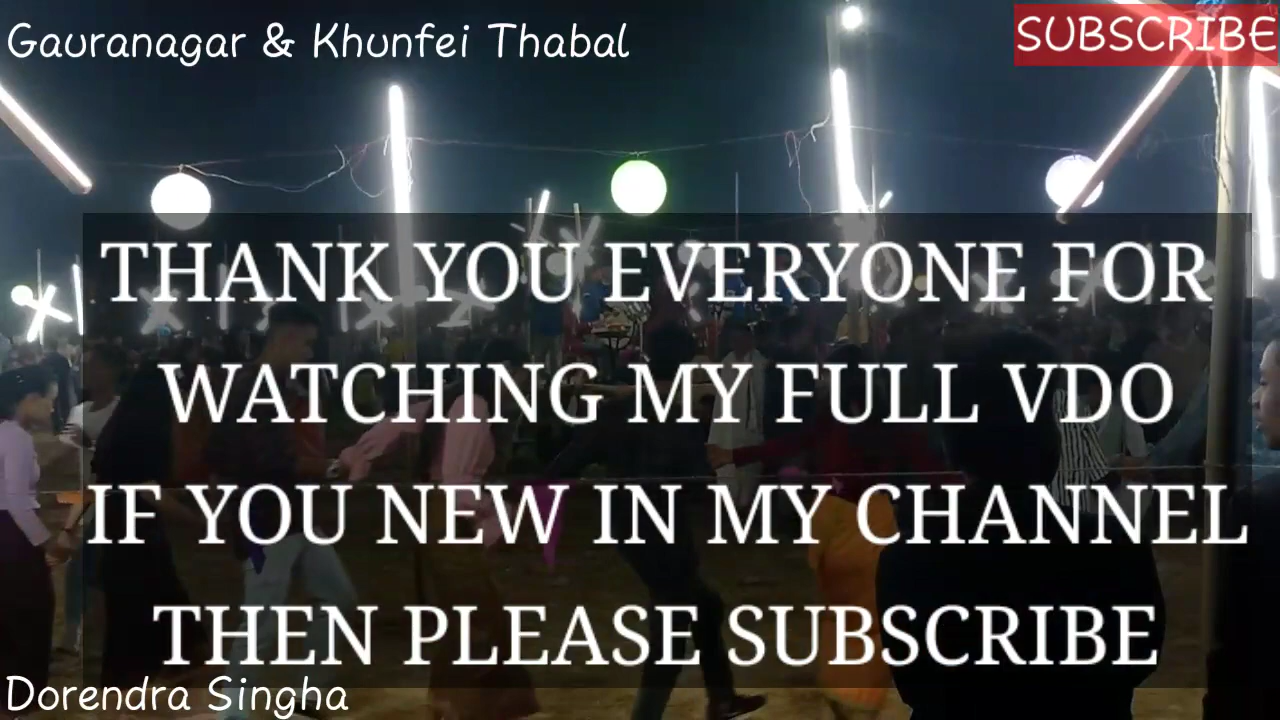 Gauranagar & Khunfei Thabal
SUBSCRIBE
THANK YOU EVERYONE FOR
WATCHING MY FULL VDO
IF YOU NEW IN MY CHANNEL
THEN PLEASE SUBSCRIBE
Dorendra Singha